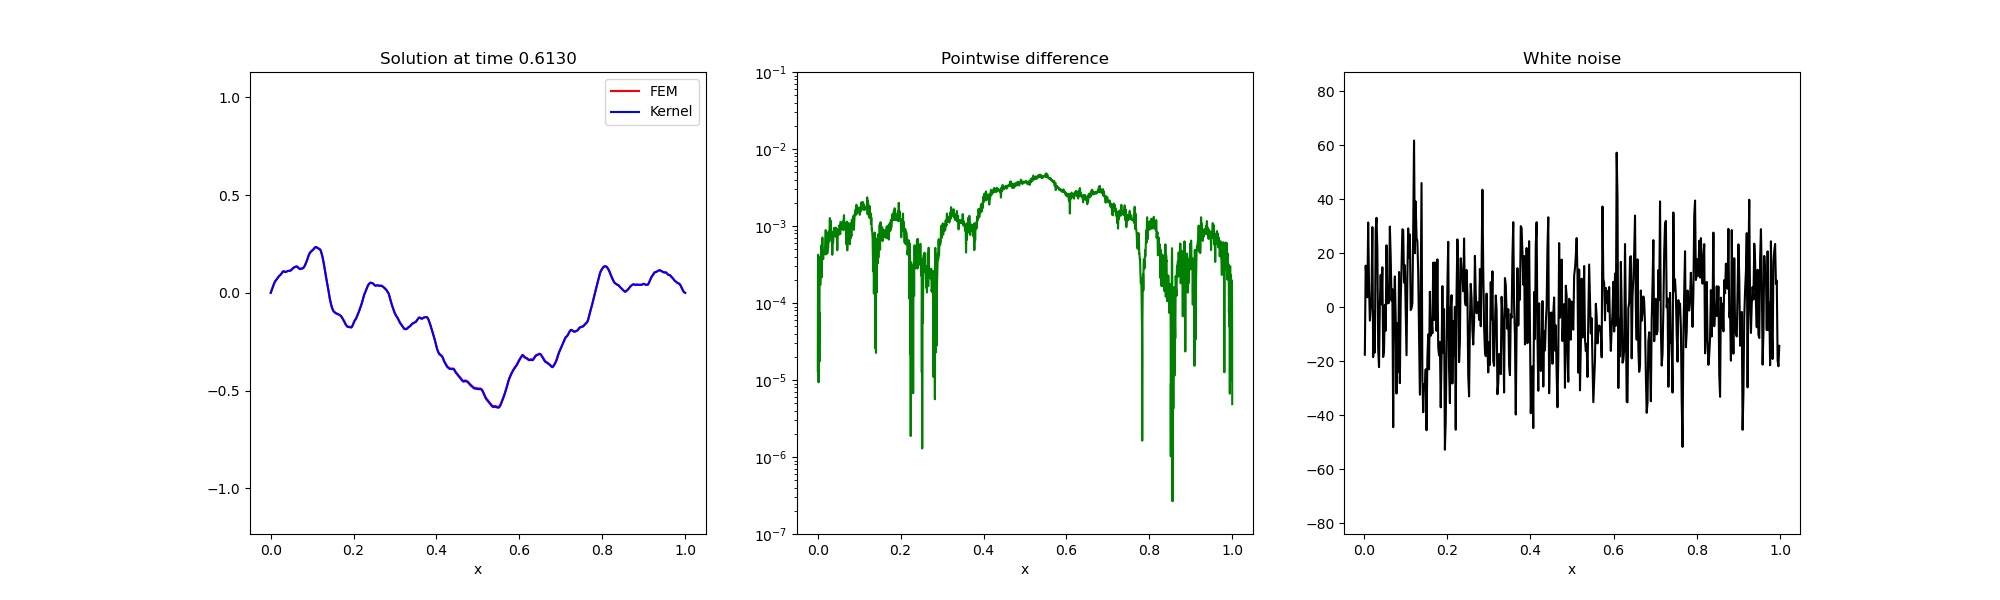 Solution at time 0.6130
1.0
0.5
0.0
−0.5
−1.0
FEM
Kernel
0.0 0.2 0.4 0.6 0.8 1.0
x
Pointwise difference
10⁻¹
10⁻²
10⁻³
10⁻⁴
10⁻⁵
10⁻⁶
10⁻⁷
0.0 0.2 0.4 0.6 0.8 1.0
x
White noise
80
60
40
20
0
−20
−40
−60
−80
0.0 0.2 0.4 0.6 0.8 1.0
x